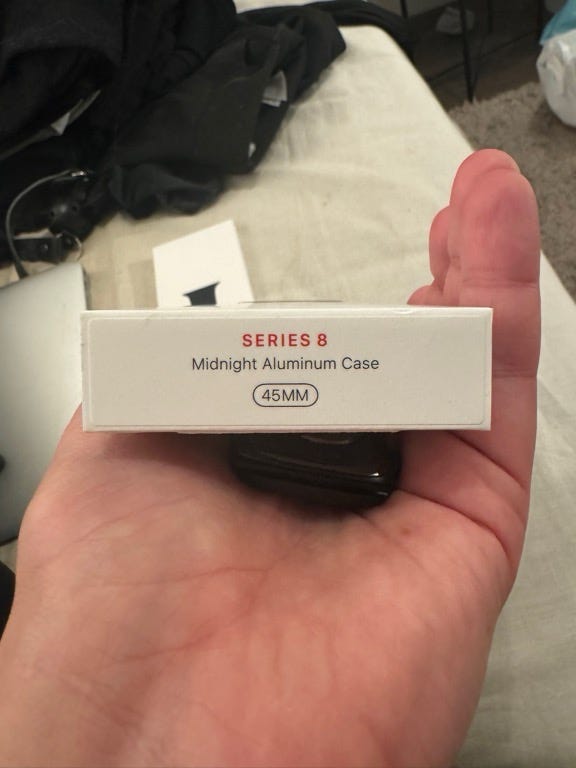 SERIES 8
Midnight Aluminum Case
45MM